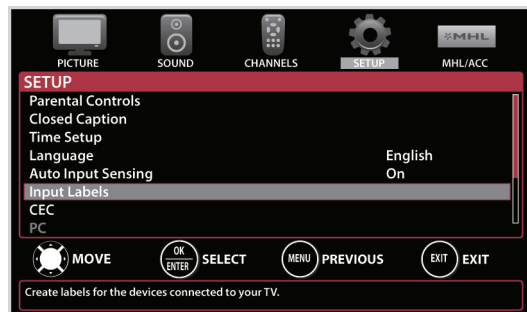 MHL
PICTURE SOUND CHANNELS SETUP MHL/ACC
SETUP
Parental Controls
Closed Caption
Time Setup
Language English
Auto Input Sensing On
Input Labels
CEC
PC
MOVE OK ENTER SELECT MENU PREVIOUS EXIT EXIT
Create labels for the devices connected to your TV.